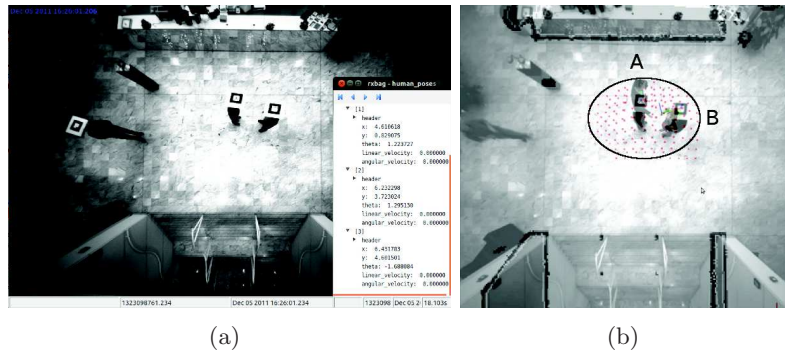 Dec 05 2011 16:26:01.206
rxbag - human_poses
[1]
header
x: 4.610618
y: 0.829075
theta: 1.223727
linear_velocity: 0.000000
angular_velocity: 0.000000
[2]
header
x: 6.232298
y: 3.723024
theta: 1.295130
linear_velocity: 0.000000
angular_velocity: 0.000000
[3]
header
x: 6.431783
y: 4.601501
theta: -1.680084
linear_velocity: 0.000000
angular_velocity: 0.000000
1323098761.234
Dec 05 2011 16:26:01.234
1323098
Dec 05 2
18.103s
A
B
(a)
(b)